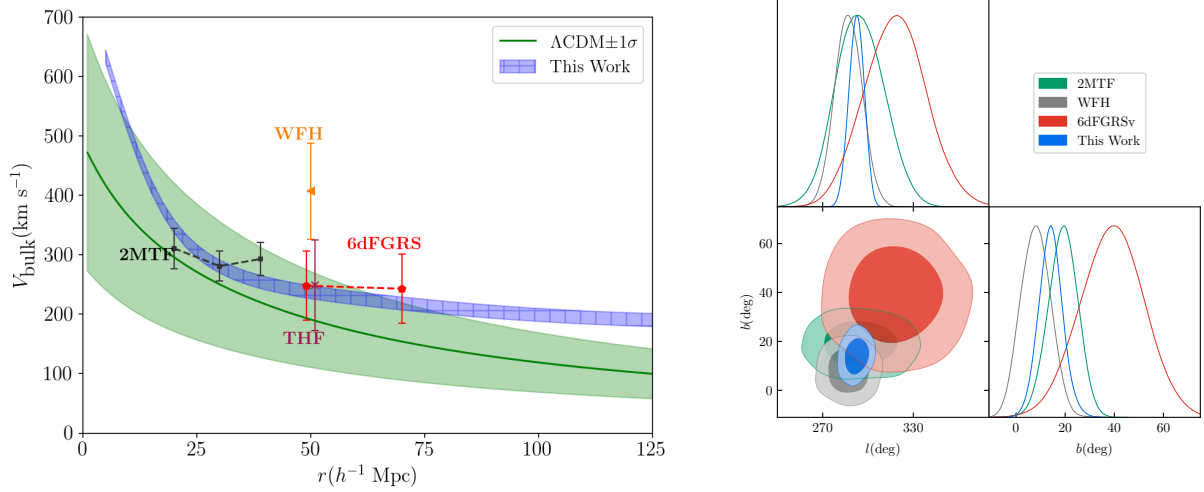 700
600
500
400
300
200
100
0
V_bulk(km s⁻¹)
ΛCDM±1σ
This Work
WFH
6dFGRS
2MTF
THF
0
25
50
75
100
125
r(h⁻¹ Mpc)
2MTF
WFH
6dFGRSv
This Work
60
40
20
0
b(deg)
270
330
l(deg)
0
20
40
60
b(deg)